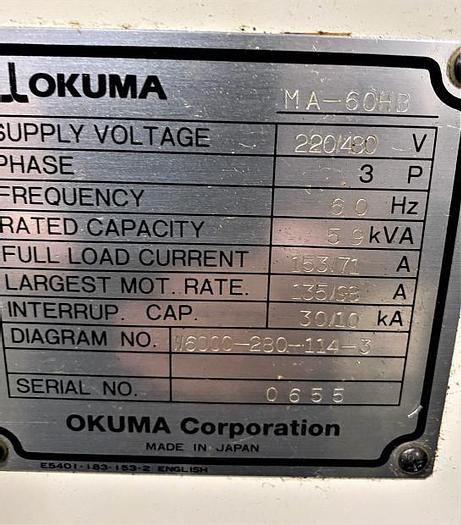 OKUMA MA-60HB
SUPPLY VOLTAGE 220/480 V
PHASE 3 P
FREQUENCY 60 Hz
RATED CAPACITY 59 kVA
FULL LOAD CURRENT 153/71 A
LARGEST MOT. RATE. A
INTERRUP. CAP. 30/10 kA
DIAGRAM NO. W6000-280-114-3
SERIAL NO. 0655
OKUMA Corporation
MADE IN JAPAN
E5401-183-153-2 ENGLISH